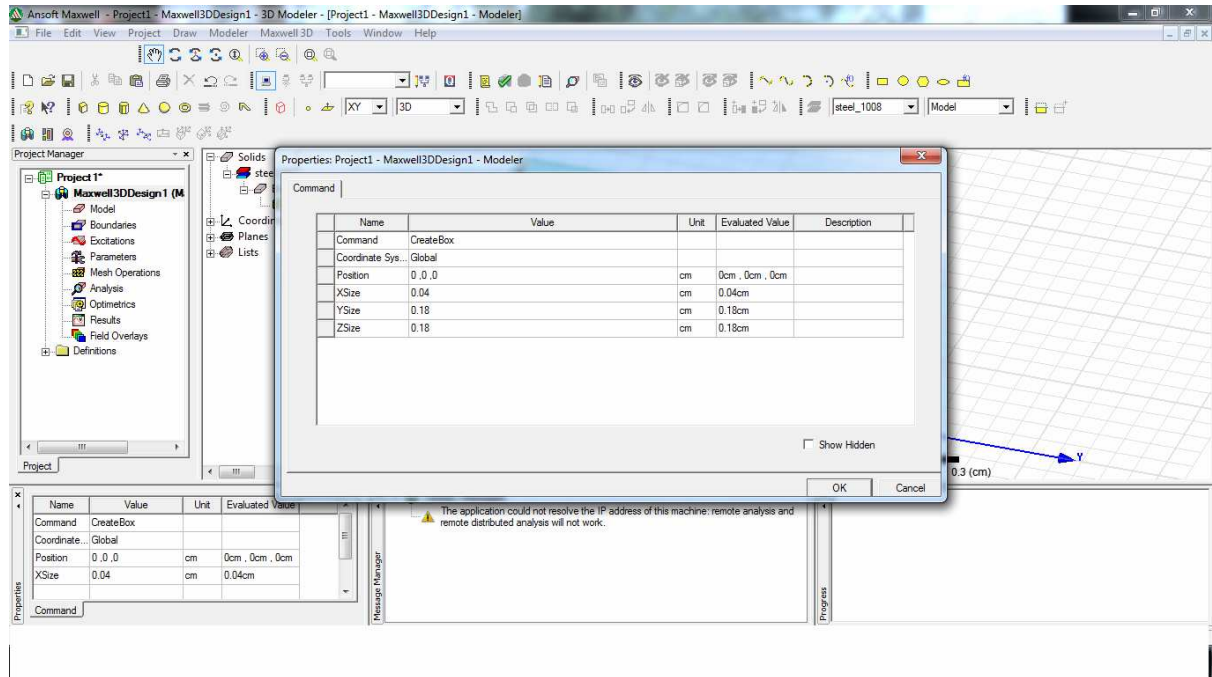 Ansoft Maxwell - Project1 - Maxwell3DDesign1 - 3D Modeler - [Project1 - Maxwell3DDesign1 - Modeler]
File Edit View Project Draw Modeler Maxwell 3D Tools Window Help
XY 3D steel_1008 Model
Project Manager
Project1*
Maxwell3DDesign1 (M
Model
Boundaries
Excitations
Parameters
Mesh Operations
Analysis
Optimetrics
Results
Field Overlays
Definitions
Project
Solids
stee
Coordin
Planes
Lists
Properties: Project1 - Maxwell3DDesign1 - Modeler
Command
Name Value Unit Evaluated Value Description
Command CreateBox
Coordinate Sys... Global
Position 0 ,0 ,0 cm 0cm , 0cm , 0cm
XSize 0.04 cm 0.04cm
YSize 0.18 cm 0.18cm
ZSize 0.18 cm 0.18cm
Show Hidden
OK Cancel
Y
0.3 (cm)
Name Value Unit Evaluated Value
Command CreateBox
Coordinate... Global
Position 0 ,0 ,0 cm 0cm , 0cm , 0cm
XSize 0.04 cm 0.04cm
Command
Properties
The application could not resolve the IP address of this machine: remote analysis and
remote distributed analysis will not work.
Message Manager
Progress